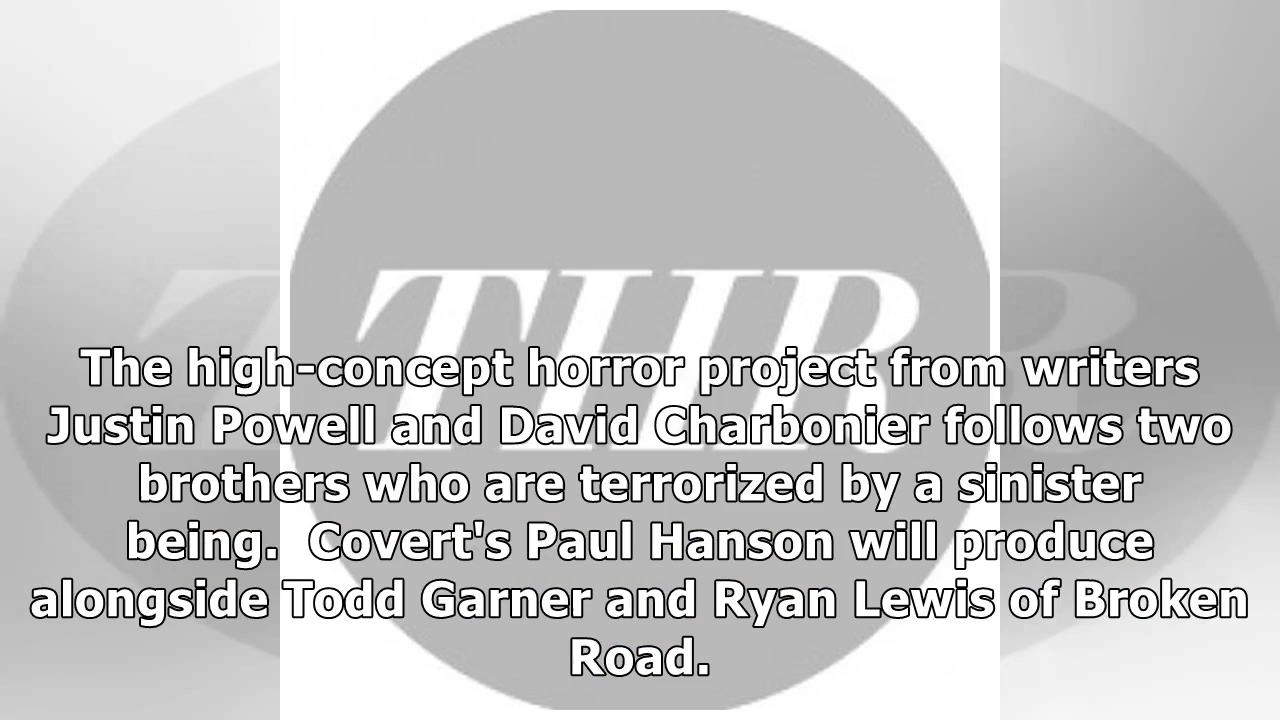 THR
The high-concept horror project from writers
Justin Powell and David Charbonier follows two
brothers who are terrorized by a sinister
being.  Covert's Paul Hanson will produce
alongside Todd Garner and Ryan Lewis of Broken
Road.